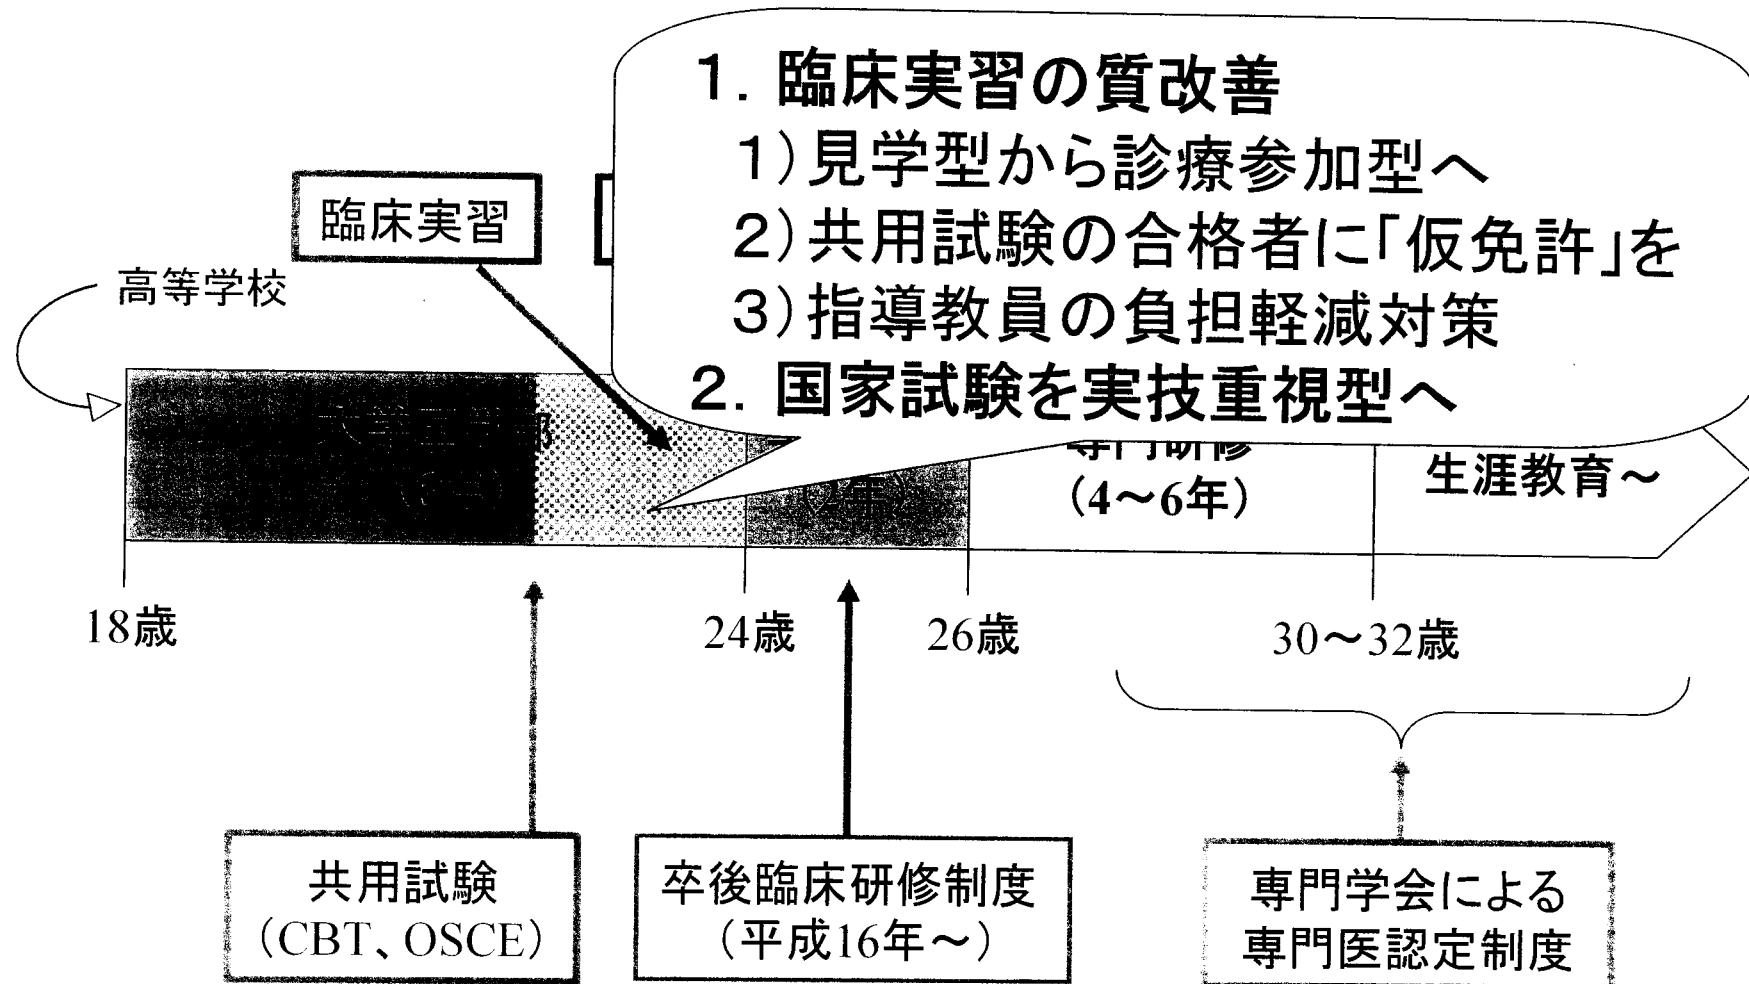 1. 臨床実習の質改善
1)見学型から診療参加型へ
2)共用試験の合格者に「仮免許」を
3)指導教員の負担軽減対策
2. 国家試験を実技重視型へ
臨床実習
高等学校
専門研修
(4〜6年)
生涯教育〜
(2年)
18歳
24歳
26歳
30〜32歳
共用試験
(CBT、OSCE)
卒後臨床研修制度
(平成16年〜)
専門学会による
専門医認定制度